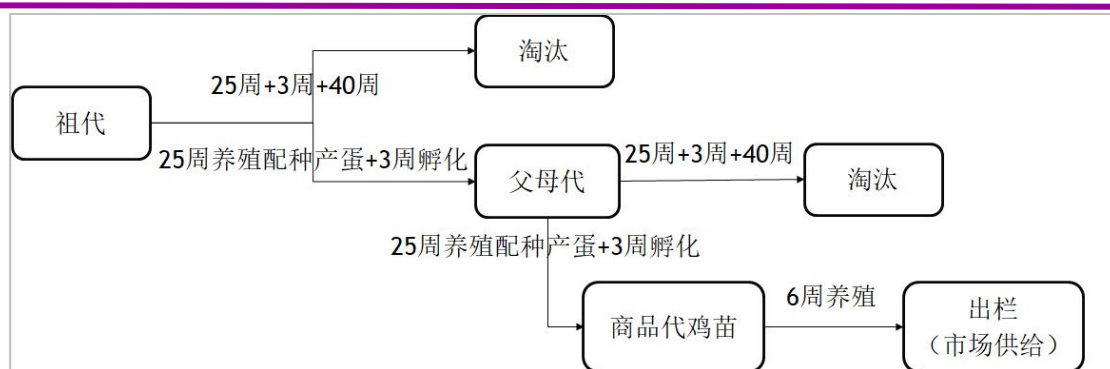 淘汰
25周+3周+40周
祖代
25周养殖配种产蛋+3周孵化
25周+3周+40周
父母代
淘汰
25周养殖配种产蛋+3周孵化
6周养殖
商品代鸡苗
出栏
（市场供给）